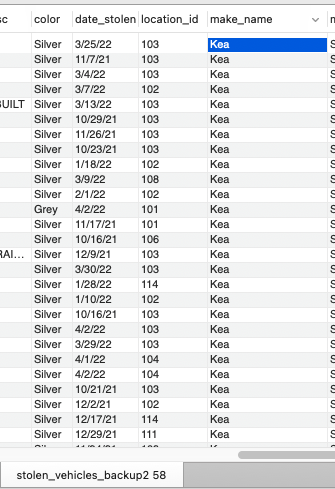 sc color date_stolen location_id make_name
Silver 3/25/22 103 Kea
Silver 11/7/21 103 Kea
Silver 3/4/22 103 Kea
Silver 3/7/22 102 Kea
BUILT Silver 3/13/22 103 Kea
Silver 10/29/21 103 Kea
Silver 11/26/21 103 Kea
Silver 10/23/21 103 Kea
Silver 1/18/22 102 Kea
Silver 3/9/22 108 Kea
Silver 2/1/22 102 Kea
Grey 4/2/22 101 Kea
Silver 11/17/21 101 Kea
Silver 10/16/21 106 Kea
RAI... Silver 12/9/21 103 Kea
Silver 3/30/22 103 Kea
Silver 1/28/22 114 Kea
Silver 1/10/22 102 Kea
Silver 10/16/21 103 Kea
Silver 4/2/22 103 Kea
Silver 3/29/22 103 Kea
Silver 4/1/22 104 Kea
Silver 4/2/22 104 Kea
Silver 10/21/21 103 Kea
Silver 12/2/21 102 Kea
Silver 12/17/21 114 Kea
Silver 12/29/21 111 Kea
stolen_vehicles_backup2 58